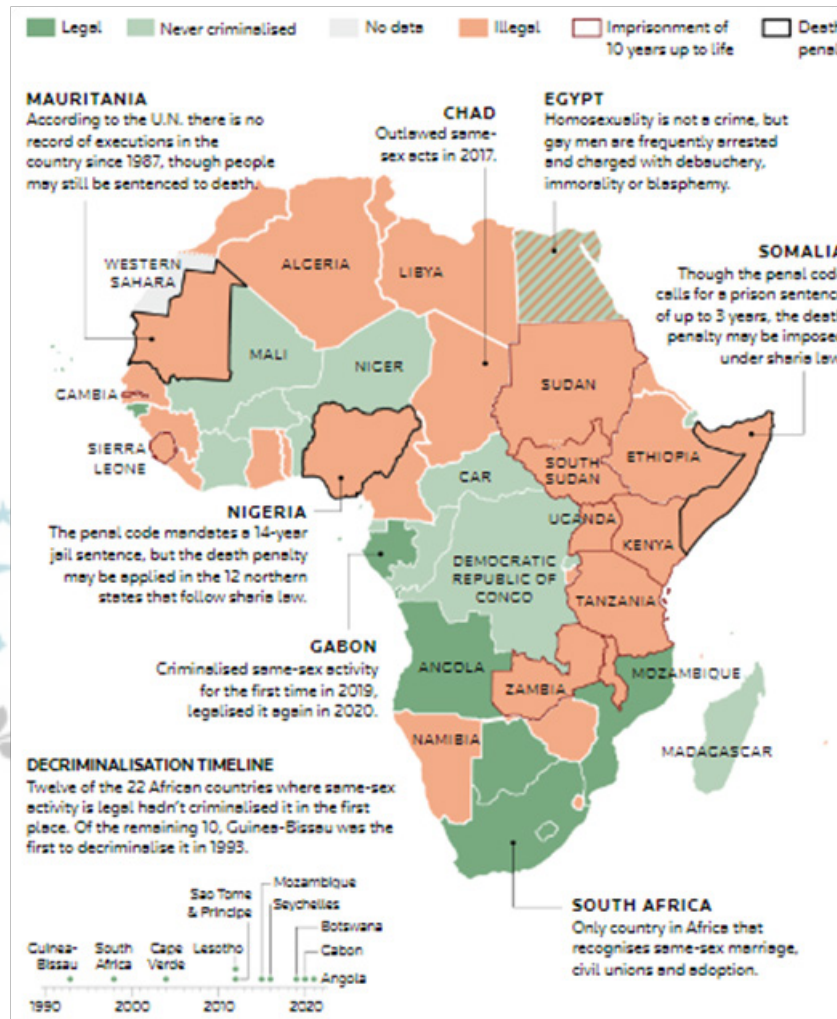 Legal Never criminalised No data Illegal Imprisonment of Death
10 years up to life penal
MAURITANIA
According to the U.N. there is no
record of executions in the
country since 1987, though people
may still be sentenced to death.
CHAD
Outlawed same-
sex acts in 2017.
EGYPT
Homosexuality is not a crime, but
gay men are frequently arrested
and charged with debauchery,
immorality or blasphemy.
SOMALIA
Though the penal code
calls for a prison sentence
of up to 3 years, the death
penalty may be imposed
under sharia law
WESTERN
SAHARA
ALGERIA
LIBYA
MALI
NIGER
SUDAN
GAMBIA
SIERRA
LEONE
CAR
SOUTH
SUDAN
ETHIOPIA
UGANDA
KENYA
DEMOCRATIC
REPUBLIC OF
CONGO
TANZANIA
NIGERIA
The penal code mandates a 14-year
jail sentence, but the death penalty
may be applied in the 12 northern
states that follow sharia law.
GABON
Criminalised same-sex activity
for the first time in 2019,
legalised it again in 2020.
ANGOLA
ZAMBIA
MOZAMBIQUE
NAMIBIA
MADAGASCAR
DECRIMINALISATION TIMELINE
Twelve of the 22 African countries where same-sex
activity is legal hadn't criminalised it in the first
place. Of the remaining 10, Guinea-Bissau was the
first to decriminalise it in 1993.
Guinea-
Bissau
South
Africa
Cape
Verde
Lesotho
Sao Tome
& Principe
Mozambique
Seychelles
Botswana
Gabon
Angola
1990 2000 2010 2020
SOUTH AFRICA
Only country in Africa that
recognises same-sex marriage,
civil unions and adoption.